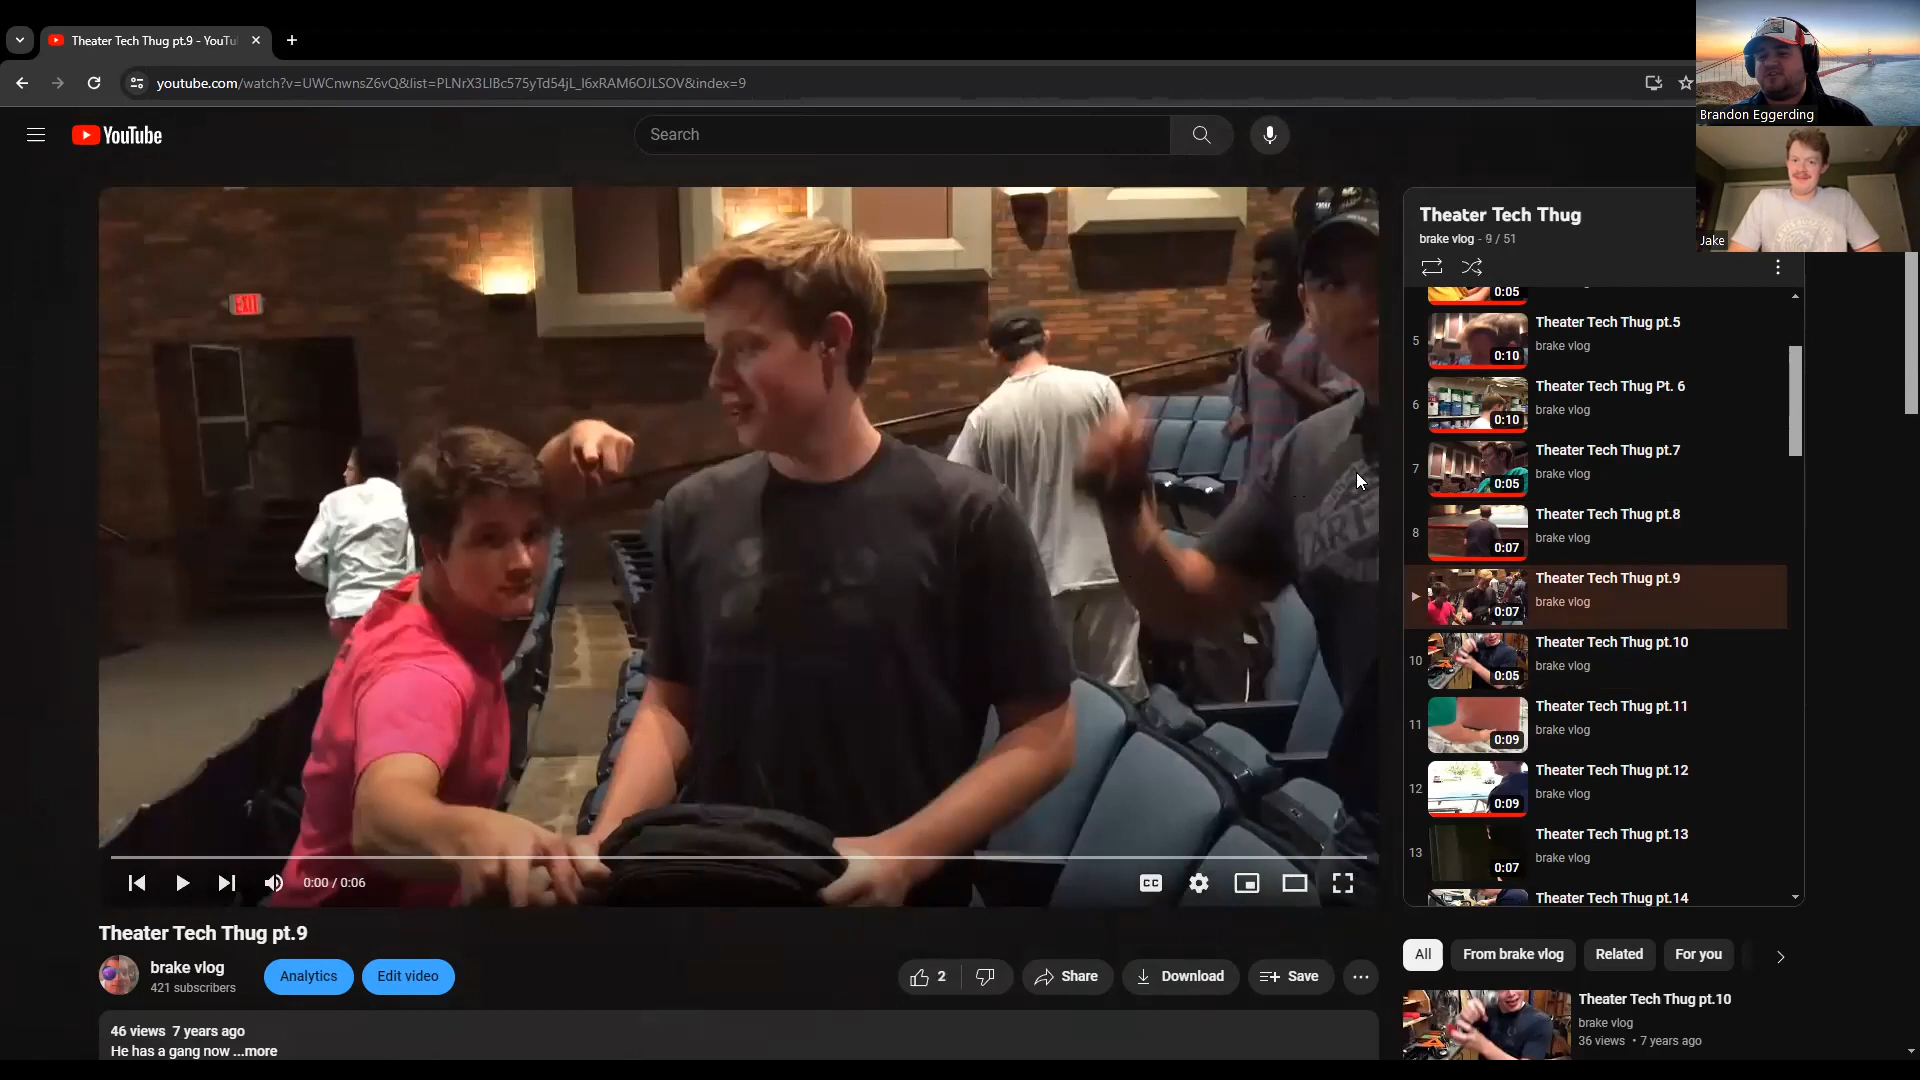 Theater Tech Thug pt.9 - YouTu
youtube.com/watch?v=UWCnwnsZ6vQ&list=PLNrX3LlBc575yTd54jL_I6xRAM6OJLSOV&index=9
Brandon Eggerding
Jake
YouTube
Search
EXIT
Theater Tech Thug
brake vlog - 9 / 51
0:05
5
0:10
Theater Tech Thug pt.5
brake vlog
6
0:10
Theater Tech Thug Pt. 6
brake vlog
7
0:05
Theater Tech Thug pt.7
brake vlog
8
0:07
Theater Tech Thug pt.8
brake vlog
0:07
Theater Tech Thug pt.9
brake vlog
10
0:05
Theater Tech Thug pt.10
brake vlog
11
0:09
Theater Tech Thug pt.11
brake vlog
12
0:09
Theater Tech Thug pt.12
brake vlog
13
0:07
Theater Tech Thug pt.13
brake vlog
Theater Tech Thug pt.14
0:00 / 0:06
CC
Theater Tech Thug pt.9
brake vlog
421 subscribers
Analytics
Edit video
2
Share
Download
Save
46 views 7 years ago
He has a gang now ...more
All
From brake vlog
Related
For you
Theater Tech Thug pt.10
brake vlog
36 views • 7 years ago